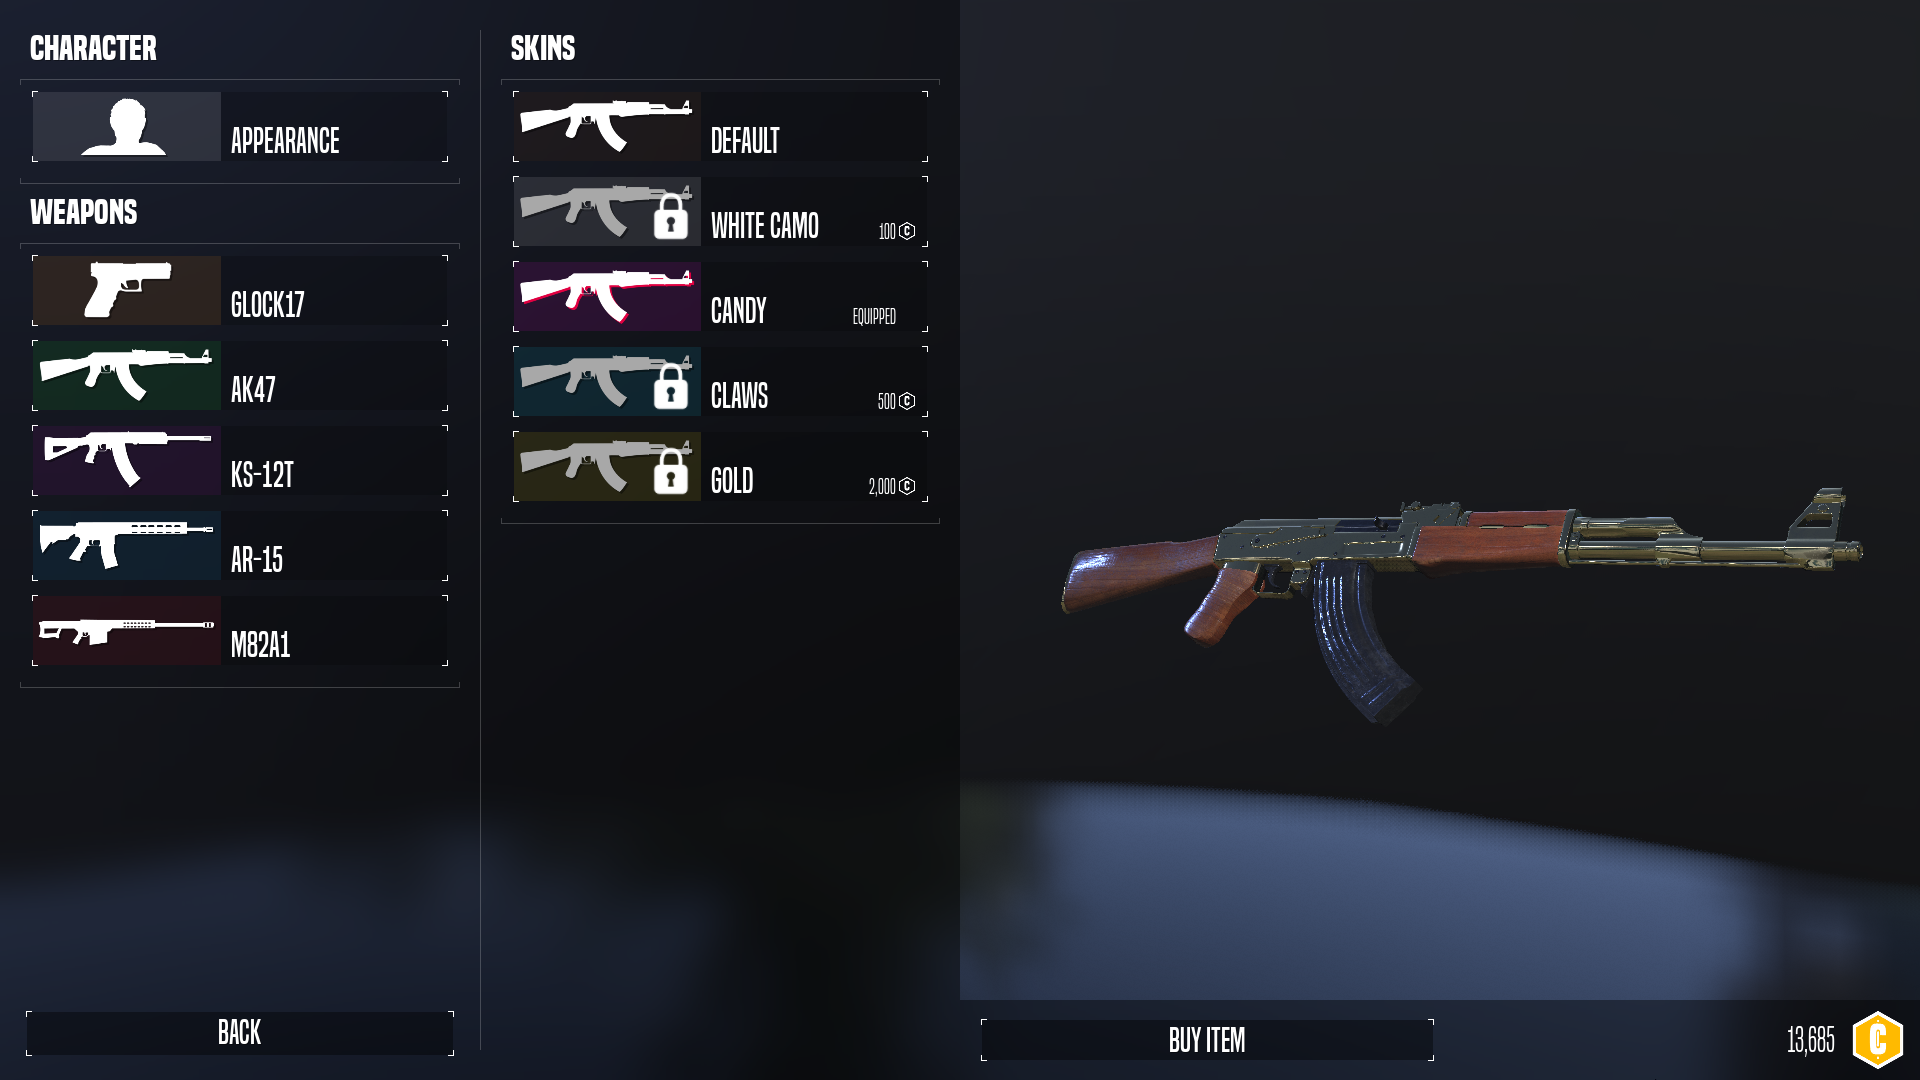 CHARACTER
APPEARANCE
WEAPONS
GLOCK17
AK47
KS-12T
AR-15
M82A1
BACK
SKINS
DEFAULT
WHITE CAMO
100 C
CANDY
EQUIPPED
CLAWS
500 C
GOLD
2,000 C
BUY ITEM
13,685 C